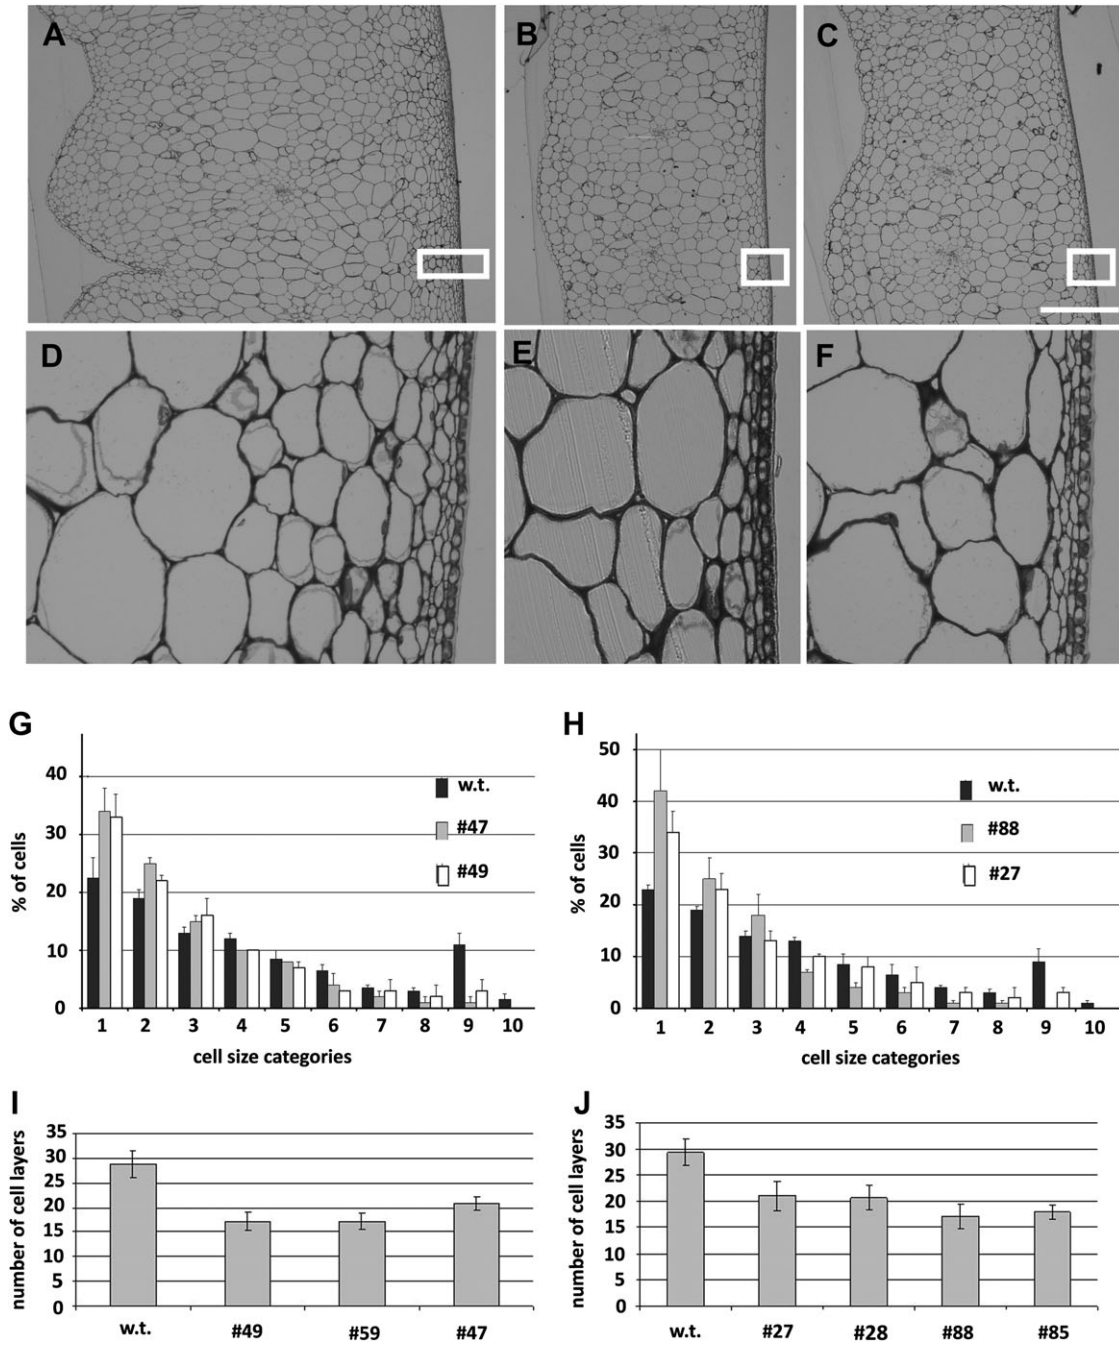 A B C
D E F
G
40
30
20
10
0
% of cells
w.t.
#47
#49
1 2 3 4 5 6 7 8 9 10
cell size categories
H
50
40
30
20
10
0
% of cells
w.t.
#88
#27
1 2 3 4 5 6 7 8 9 10
cell size categories
I
35
30
25
20
15
10
5
0
number of cell layers
w.t. #49 #59 #47
J
35
30
25
20
15
10
5
0
number of cell layers
w.t. #27 #28 #88 #85